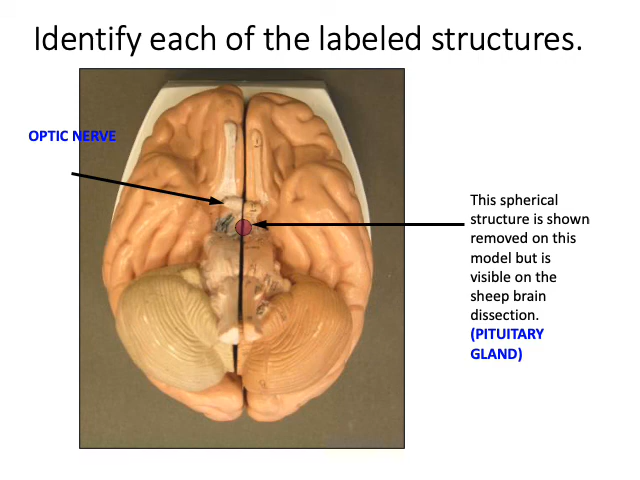 Identify each of the labeled structures.
OPTIC NERVE
This spherical
structure is shown
removed on this
model but is
visible on the
sheep brain
dissection.
(PITUITARY
GLAND)